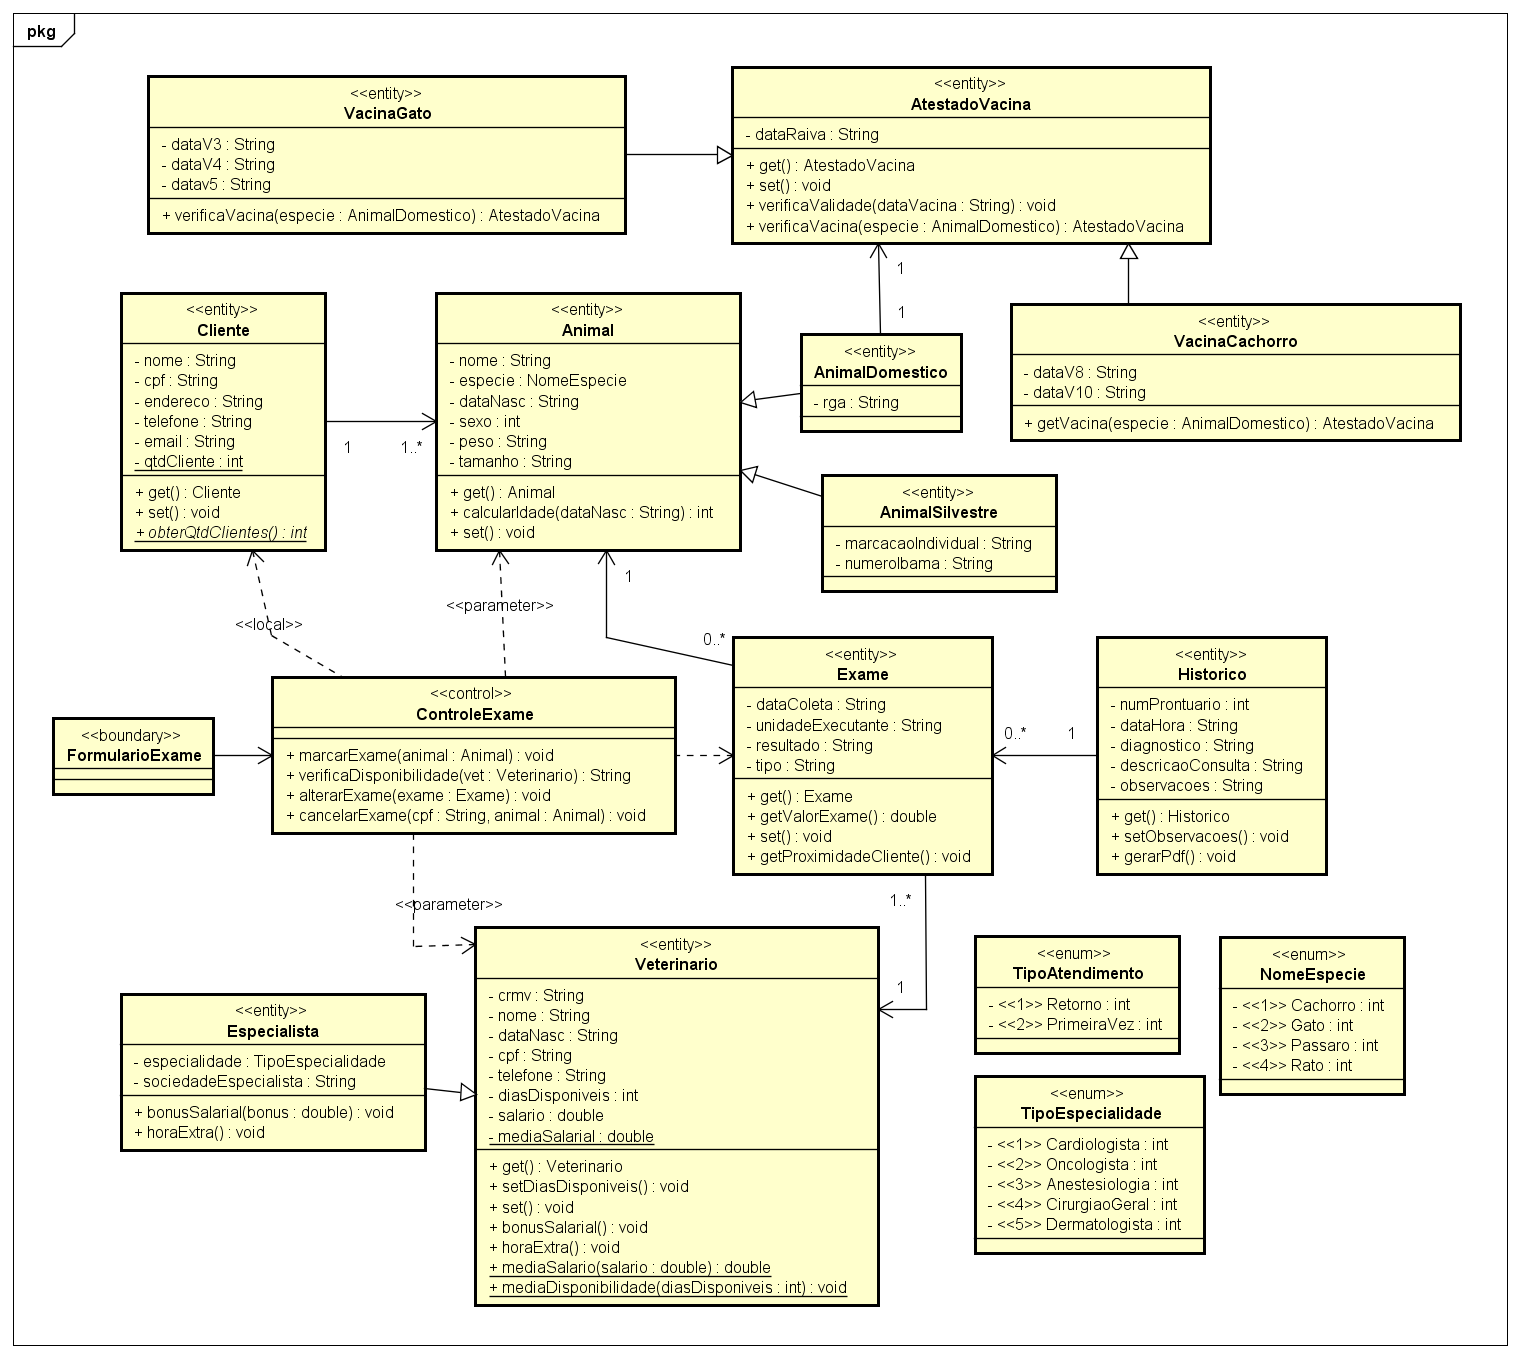 pkg
<<entity>>
VacinaGato
- dataV3 : String
- dataV4 : String
- datav5 : String
+ verificaVacina(especie : AnimalDomestico) : AtestadoVacina
<<entity>>
AtestadoVacina
- dataRaiva : String
+ get() : AtestadoVacina
+ set() : void
+ verificaValidade(dataVacina : String) : void
+ verificaVacina(especie : AnimalDomestico) : AtestadoVacina
1
1
<<entity>>
Cliente
- nome : String
- cpf : String
- endereco : String
- telefone : String
- email : String
- qtdCliente : int
+ get() : Cliente
+ set() : void
+ obterQtdClientes() : int
1
1..*
<<entity>>
Animal
- nome : String
- especie : NomeEspecie
- dataNasc : String
- sexo : int
- peso : String
- tamanho : String
+ get() : Animal
+ calcularIdade(dataNasc : String) : int
+ set() : void
<<entity>>
AnimalDomestico
- rga : String
<<entity>>
VacinaCachorro
- dataV8 : String
- dataV10 : String
+ getVacina(especie : AnimalDomestico) : AtestadoVacina
<<entity>>
AnimalSilvestre
- marcacaoIndividual : String
- numeroIbama : String
<<local>>
<<parameter>>
1
0..*
<<boundary>>
FormularioExame
<<control>>
ControleExame
+ marcarExame(animal : Animal) : void
+ verificaDisponibilidade(vet : Veterinario) : String
+ alterarExame(exame : Exame) : void
+ cancelarExame(cpf : String, animal : Animal) : void
<<entity>>
Exame
- dataColeta : String
- unidadeExecutante : String
- resultado : String
- tipo : String
+ get() : Exame
+ getValorExame() : double
+ set() : void
+ getProximidadeCliente() : void
0..*
1
<<entity>>
Historico
- numProntuario : int
- dataHora : String
- diagnostico : String
- descricaoConsulta : String
- observacoes : String
+ get() : Historico
+ setObservacoes() : void
+ gerarPdf() : void
<<parameter>>
1..*
1
<<entity>>
Especialista
- especialidade : TipoEspecialidade
- sociedadeEspecialista : String
+ bonusSalarial(bonus : double) : void
+ horaExtra() : void
<<entity>>
Veterinario
- crmv : String
- nome : String
- dataNasc : String
- cpf : String
- telefone : String
- diasDisponiveis : int
- salario : double
- mediaSalarial : double
+ get() : Veterinario
+ setDiasDisponiveis() : void
+ set() : void
+ bonusSalarial() : void
+ horaExtra() : void
+ mediaSalario(salario : double) : double
+ mediaDisponibilidade(diasDisponiveis : int) : void
<<enum>>
TipoAtendimento
- <<1>> Retorno : int
- <<2>> PrimeiraVez : int
<<enum>>
NomeEspecie
- <<1>> Cachorro : int
- <<2>> Gato : int
- <<3>> Passaro : int
- <<4>> Rato : int
<<enum>>
TipoEspecialidade
- <<1>> Cardiologista : int
- <<2>> Oncologista : int
- <<3>> Anestesiologia : int
- <<4>> CirurgiaoGeral : int
- <<5>> Dermatologista : int